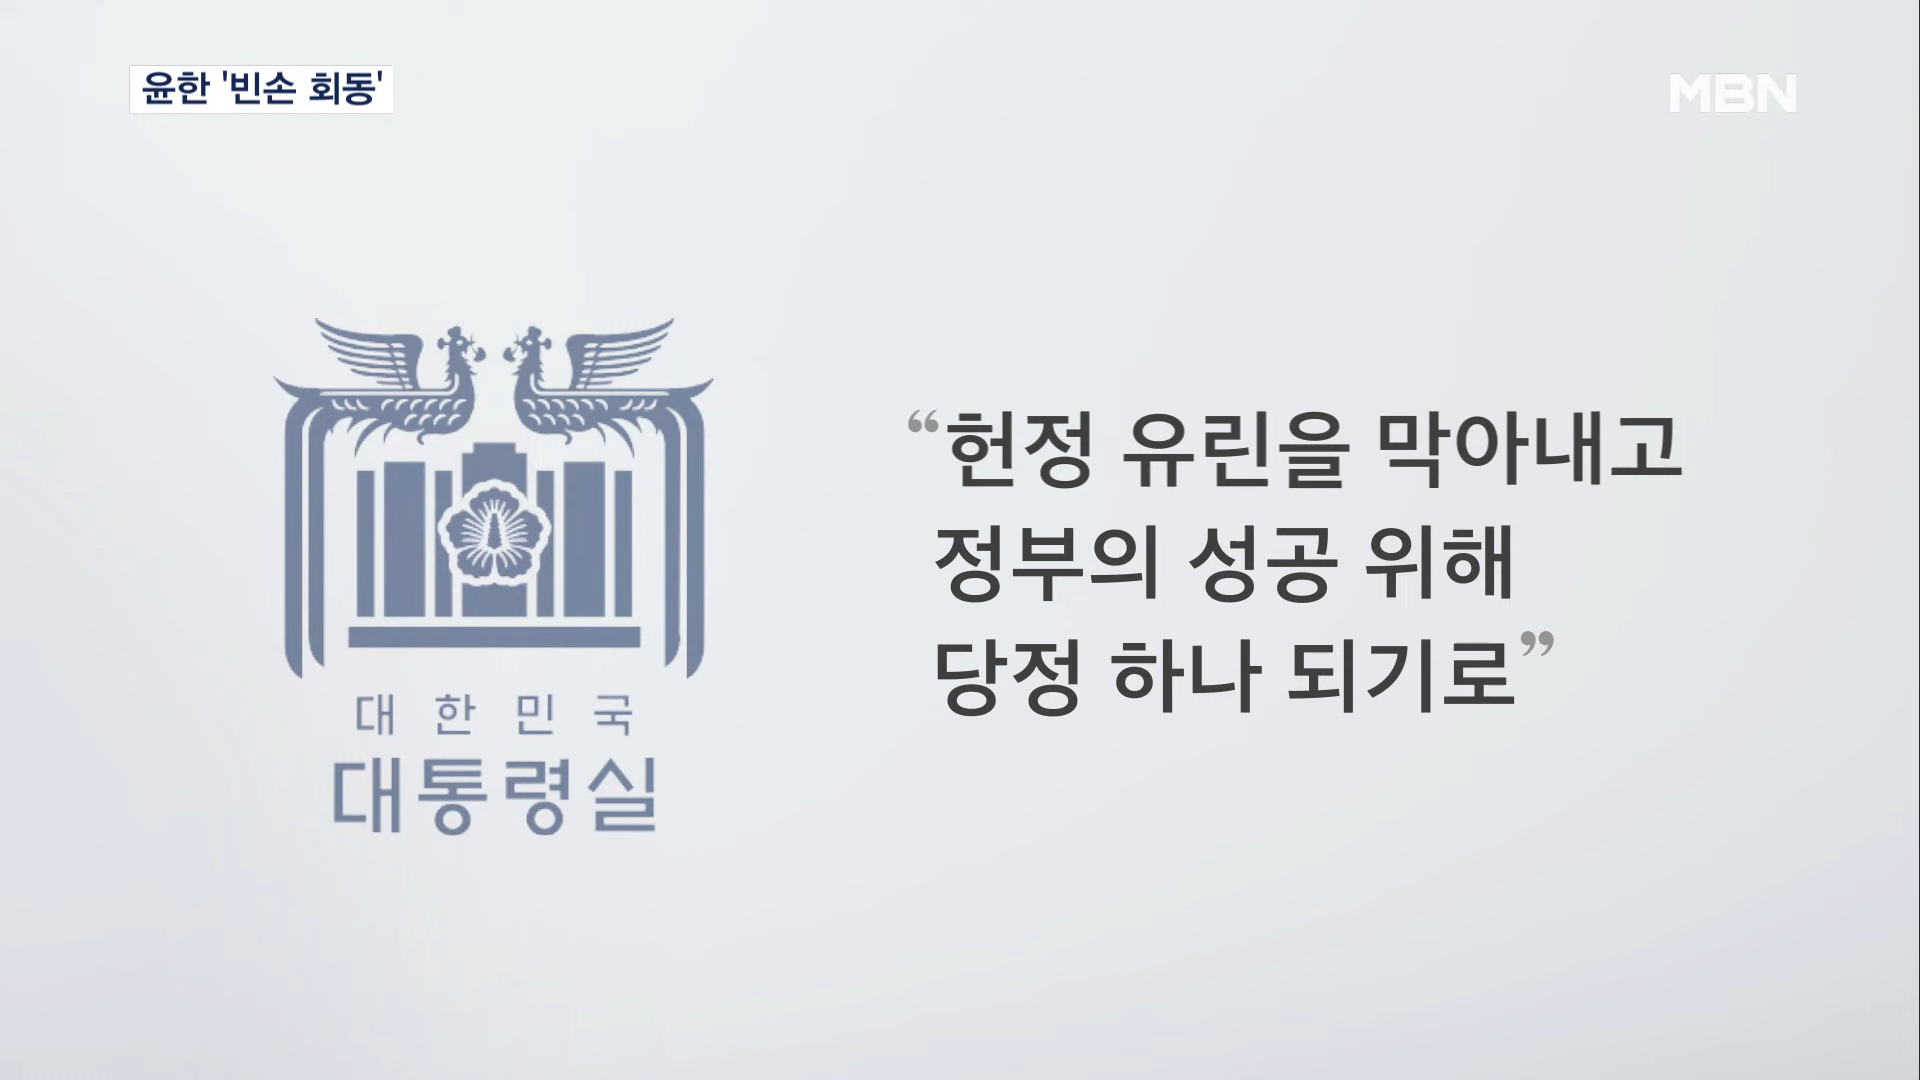 윤한 '빈손 회동'
MBN
“헌정 유린을 막아내고
정부의 성공 위해
당정 하나 되기로”
대한민국
대통령실